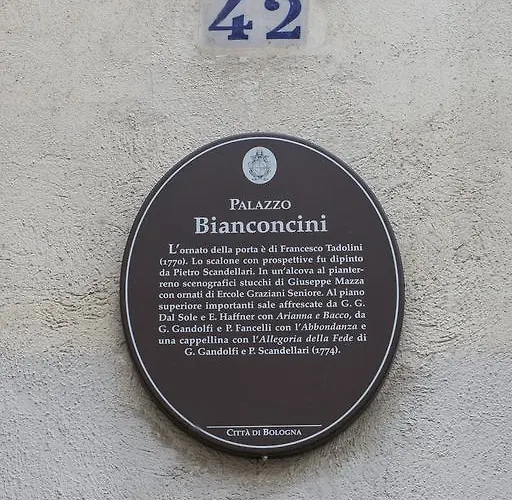 42
PALAZZO
Bianconcini
L'ornato della porta è di Francesco Tadolini
(1770). Lo scalone con prospettive fu dipinto
da Pietro Scandellari. In un'alcova al pianter-
reno scenografici stucchi di Giuseppe Mazza
con ornati di Ercole Graziani Seniore. Al piano
superiore importanti sale affrescate da G. G.
Dal Sole e E. Haffner con Arianna e Bacco, da
G. Gandolfi e P. Fancelli con l'Abbondanza e
una cappellina con l'Allegoria della Fede di
G. Gandolfi e P. Scandellari (1774).
CITTÀ DI BOLOGNA